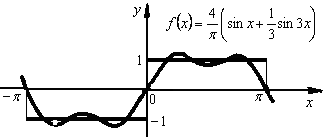 y
f(x) = 4/π (sin x + 1/3 sin 3x)
1
−π
0
π
x
−1